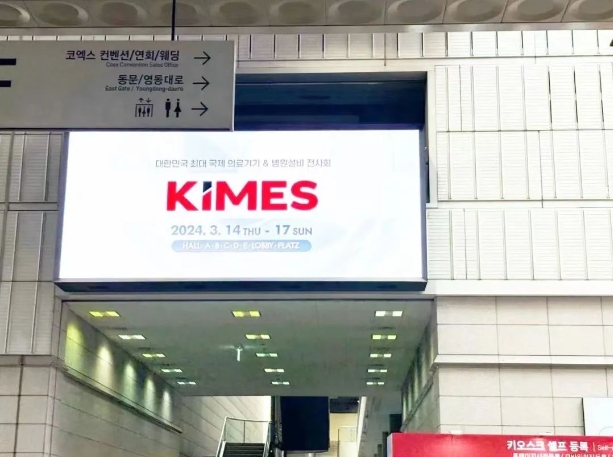 코엑스 컨벤션/연회/웨딩
Coex Convention Sales Office
동문/영동대로
East Gate / Yeongdong-daero
대한민국 최대 국제 의료기기 & 병원설비 전시회
KIMES
2024. 3. 14 THU - 17 SUN
HALL A·B·C·D·E·LOBBY·PLATZ
키오스크 셀프 등록 | Self-